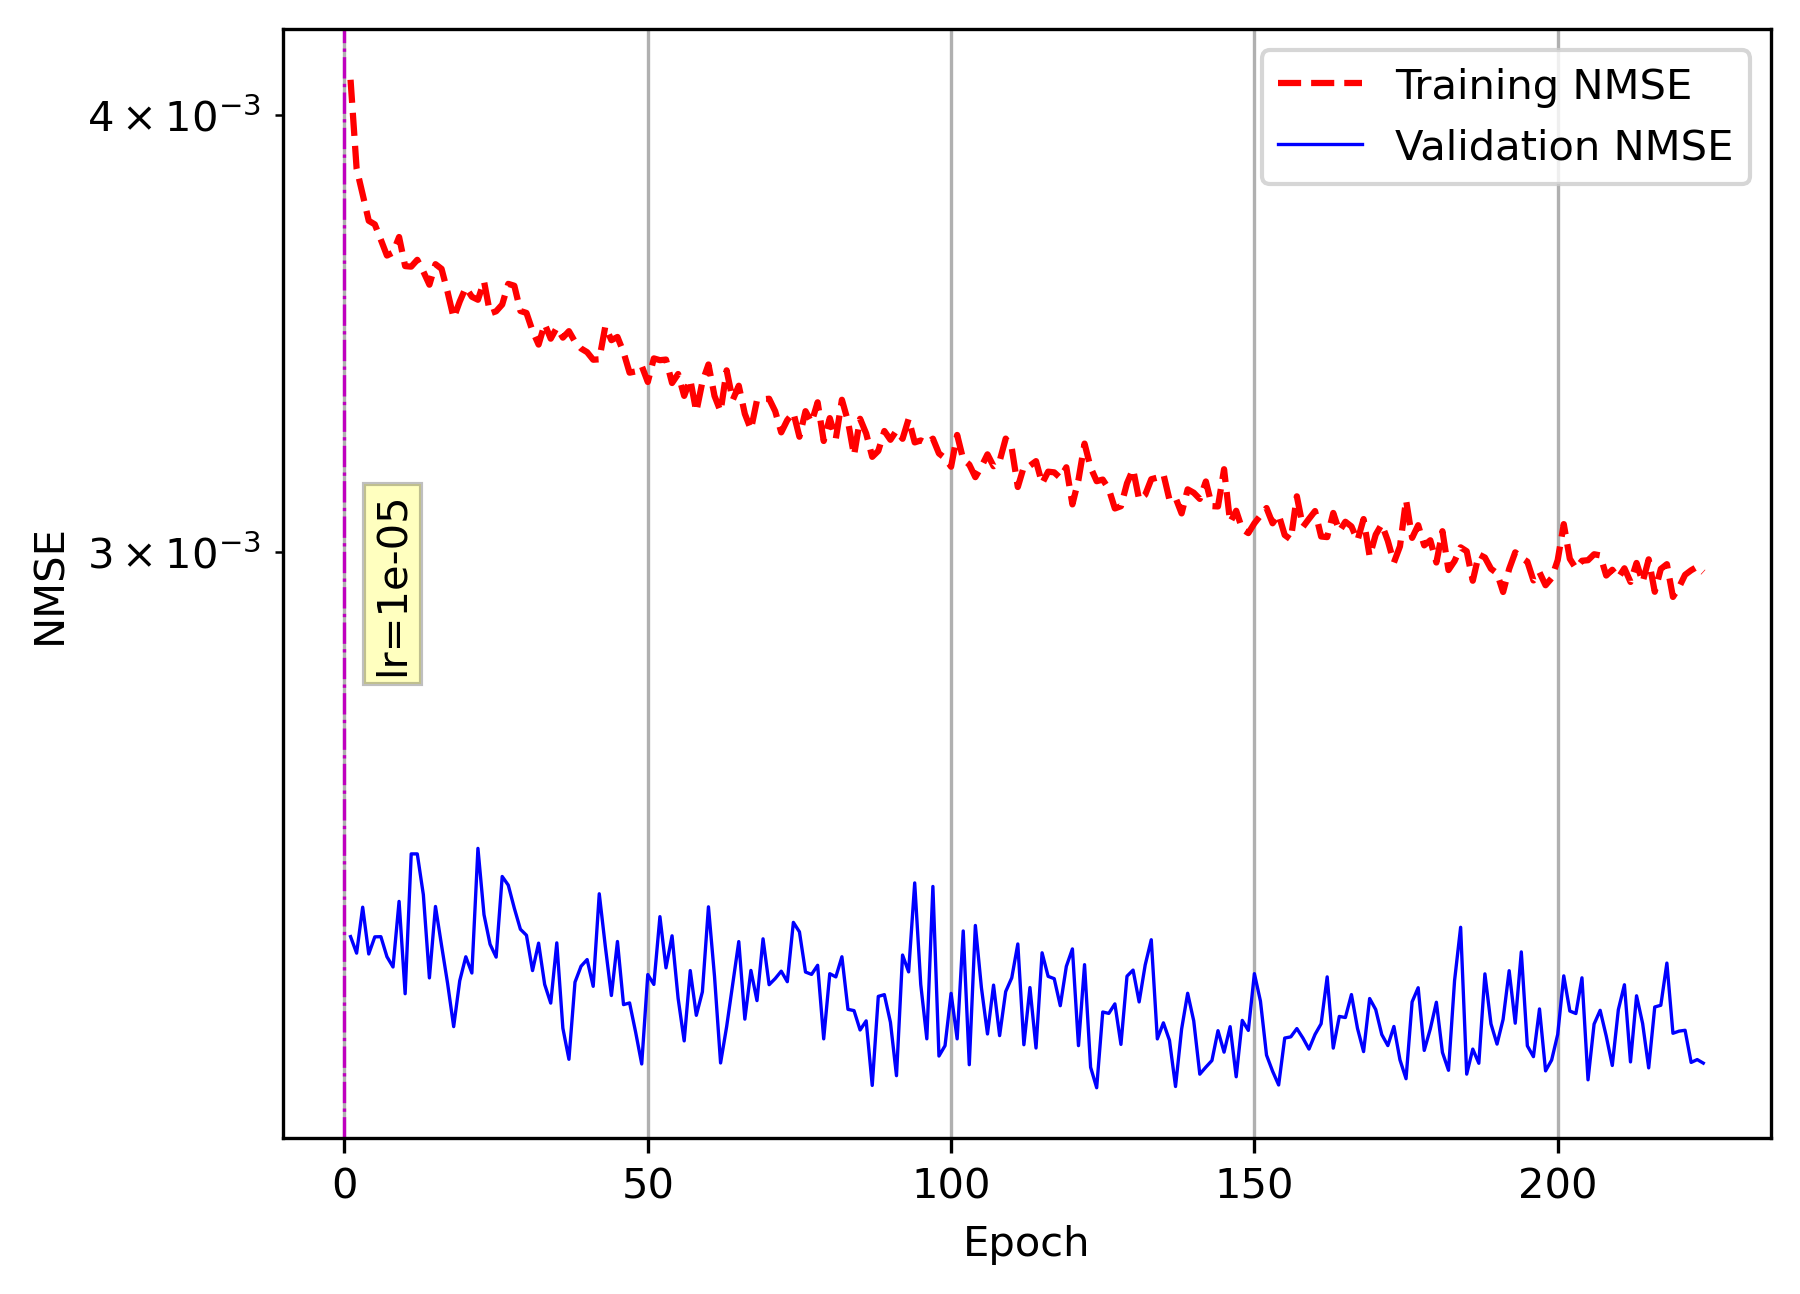 Training NMSE
Validation NMSE
4 × 10⁻³
3 × 10⁻³
NMSE
lr=1e-05
0 50 100 150 200
Epoch